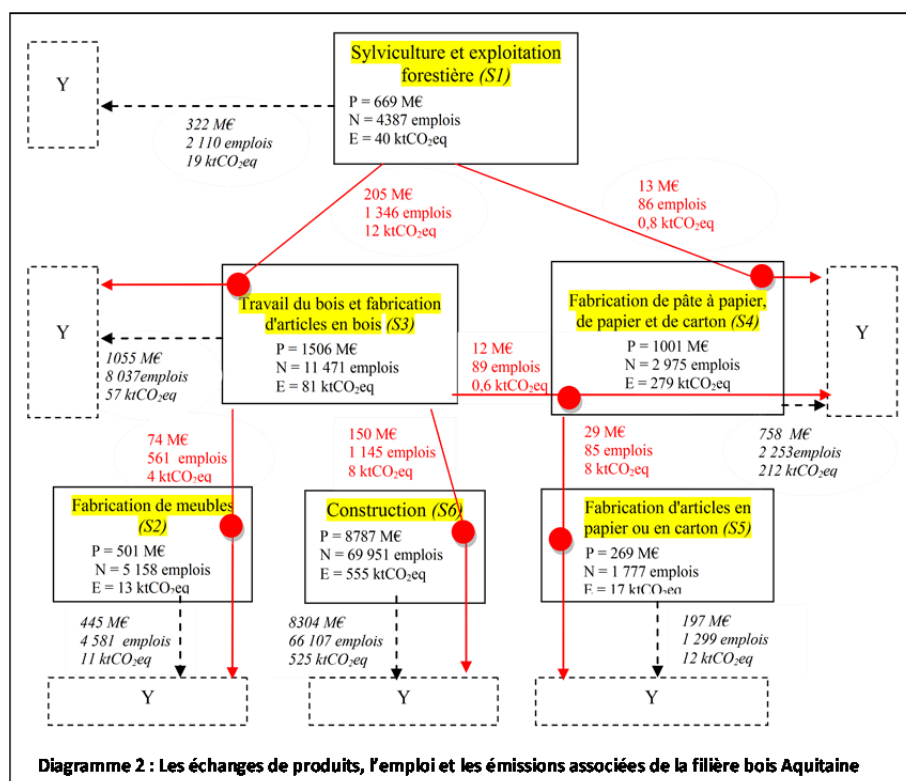 Sylviculture et exploitation
forestière (S1)
P = 669 M€
N = 4387 emplois
E = 40 ktCO₂eq
Y
322 M€
2 110 emplois
19 ktCO₂eq
205 M€
1 346 emplois
12 ktCO₂eq
13 M€
86 emplois
0,8 ktCO₂eq
Y
Travail du bois et fabrication
d'articles en bois (S3)
P = 1506 M€
N = 11 471 emplois
E = 81 ktCO₂eq
Fabrication de pâte à papier,
de papier et de carton (S4)
P = 1001 M€
N = 2 975 emplois
E = 279 ktCO₂eq
Y
1055 M€
8 037emplois
57 ktCO₂eq
12 M€
89 emplois
0,6 ktCO₂eq
74 M€
561 emplois
4 ktCO₂eq
150 M€
1 145 emplois
8 ktCO₂eq
29 M€
85 emplois
8 ktCO₂eq
758 M€
2 253emplois
212 ktCO₂eq
Fabrication de meubles
(S2)
P = 501 M€
N = 5 158 emplois
E = 13 ktCO₂eq
Construction (S6)
P = 8787 M€
N = 69 951 emplois
E = 555 ktCO₂eq
Fabrication d'articles en
papier ou en carton (S5)
P = 269 M€
N = 1 777 emplois
E = 17 ktCO₂eq
445 M€
4 581 emplois
11 ktCO₂eq
8304 M€
66 107 emplois
525 ktCO₂eq
197 M€
1 299 emplois
12 ktCO₂eq
Y
Y
Y
Diagramme 2 : Les échanges de produits, l'emploi et les émissions associées de la filière bois Aquitaine